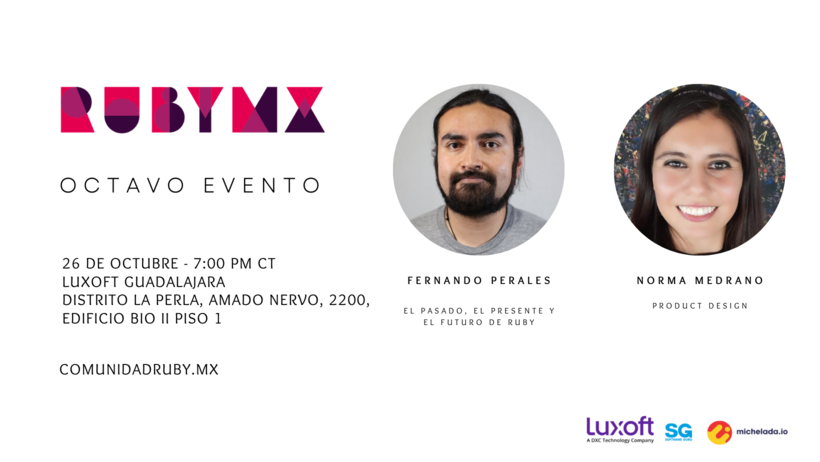 RUBYMX
OCTAVO EVENTO
26 DE OCTUBRE - 7:00 PM CT
LUXOFT GUADALAJARA
DISTRITO LA PERLA, AMADO NERVO, 2200,
EDIFICIO BIO II PISO 1
COMUNIDADRUBY.MX
FERNANDO PERALES
EL PASADO, EL PRESENTE Y
EL FUTURO DE RUBY
NORMA MEDRANO
PRODUCT DESIGN
Luxoft
A DXC Technology Company
SG
SOFTWARE GURU
michelada.io